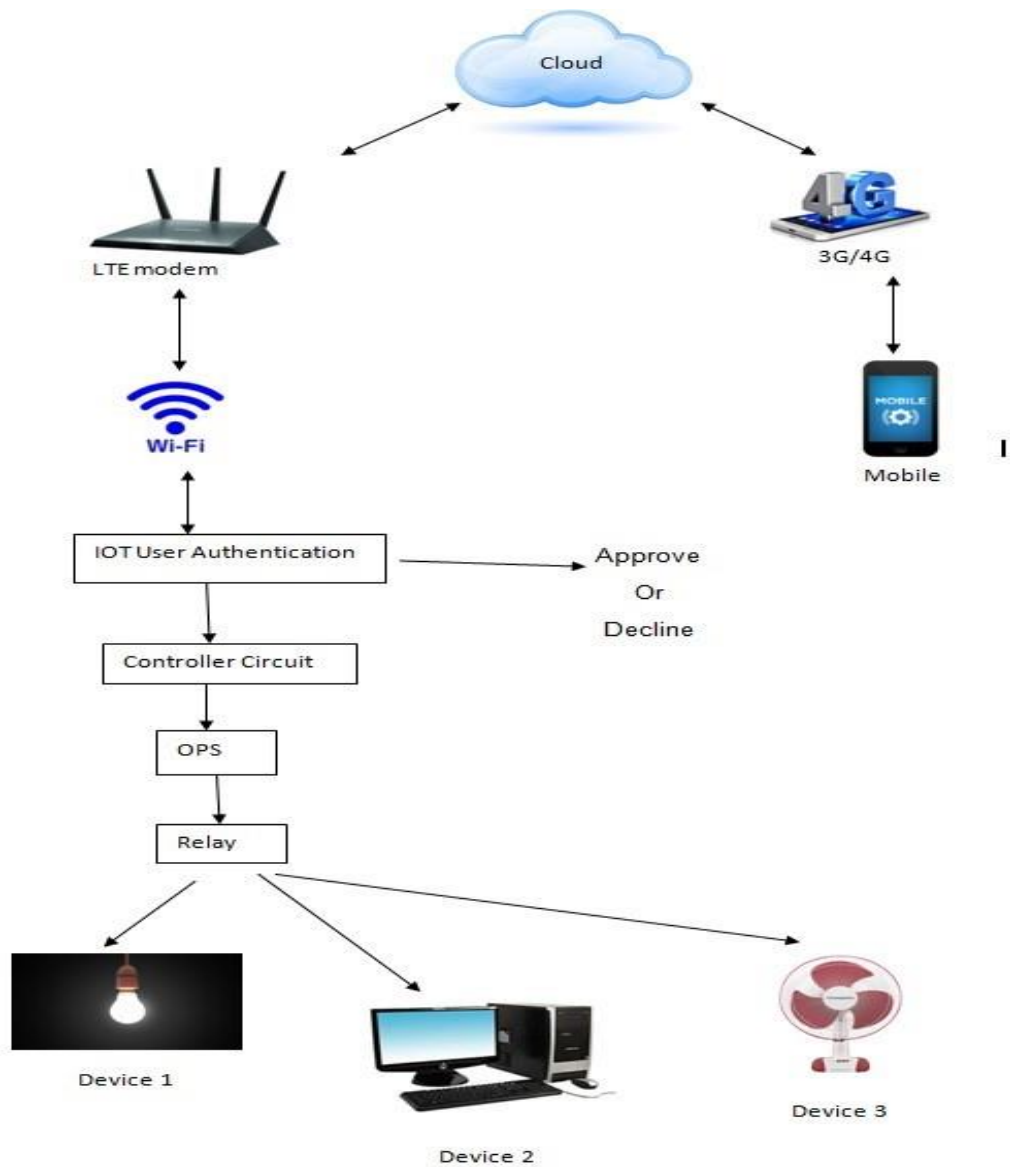 Cloud
4G
LTE modem
3G/4G
Wi-Fi
MOBILE
Mobile
I
IOT User Authentication
Approve
Or
Decline
Controller Circuit
OPS
Relay
Device 1
Device 3
Device 2